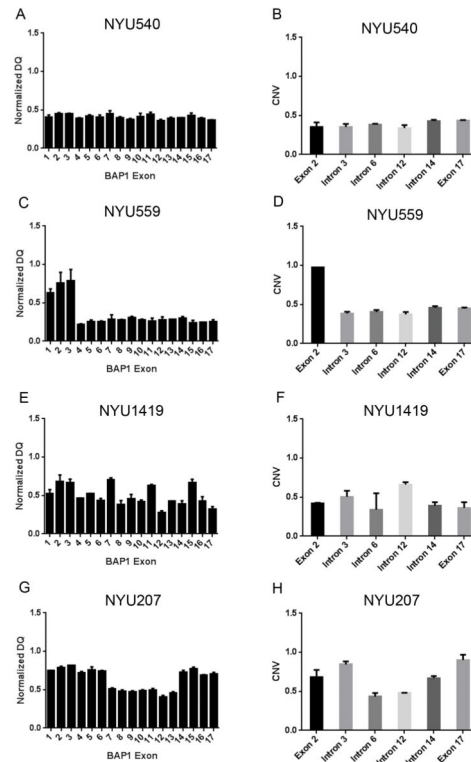 A
NYU540
Normalized DQ
1.5
1.0
0.5
0.0
1 2 3 4 5 6 7 8 9 10 11 12 13 14 15 16 17
BAP1 Exon
B
NYU540
CNV
1.5
1.0
0.5
0.0
Exon 2 Intron 3 Intron 6 Intron 12 Intron 14 Exon 17
C
NYU559
Normalized DQ
1.5
1.0
0.5
0.0
1 2 3 4 5 6 7 8 9 10 11 12 13 14 15 16 17
BAP1 Exon
D
NYU559
CNV
1.5
1.0
0.5
0.0
Exon 2 Intron 3 Intron 6 Intron 12 Intron 14 Exon 17
E
NYU1419
Normalized DQ
1.5
1.0
0.5
0.0
1 2 3 4 5 6 7 8 9 10 11 12 13 14 15 16 17
BAP1 Exon
F
NYU1419
CNV
1.5
1.0
0.5
0.0
Exon 2 Intron 3 Intron 6 Intron 12 Intron 14 Exon 17
G
NYU207
Normalized DQ
1.5
1.0
0.5
0.0
1 2 3 4 5 6 7 8 9 10 11 12 13 14 15 16 17
BAP1 Exon
H
NYU207
CNV
1.5
1.0
0.5
0.0
Exon 2 Intron 3 Intron 6 Intron 12 Intron 14 Exon 17